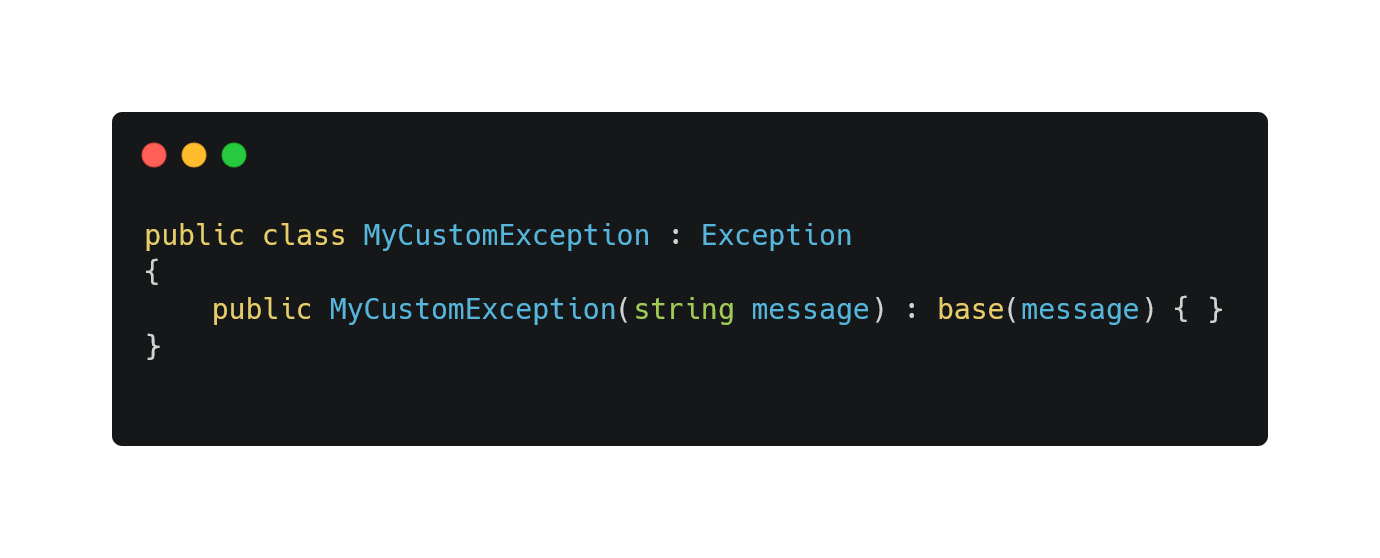 public class MyCustomException : Exception
{
    public MyCustomException(string message) : base(message) { }
}